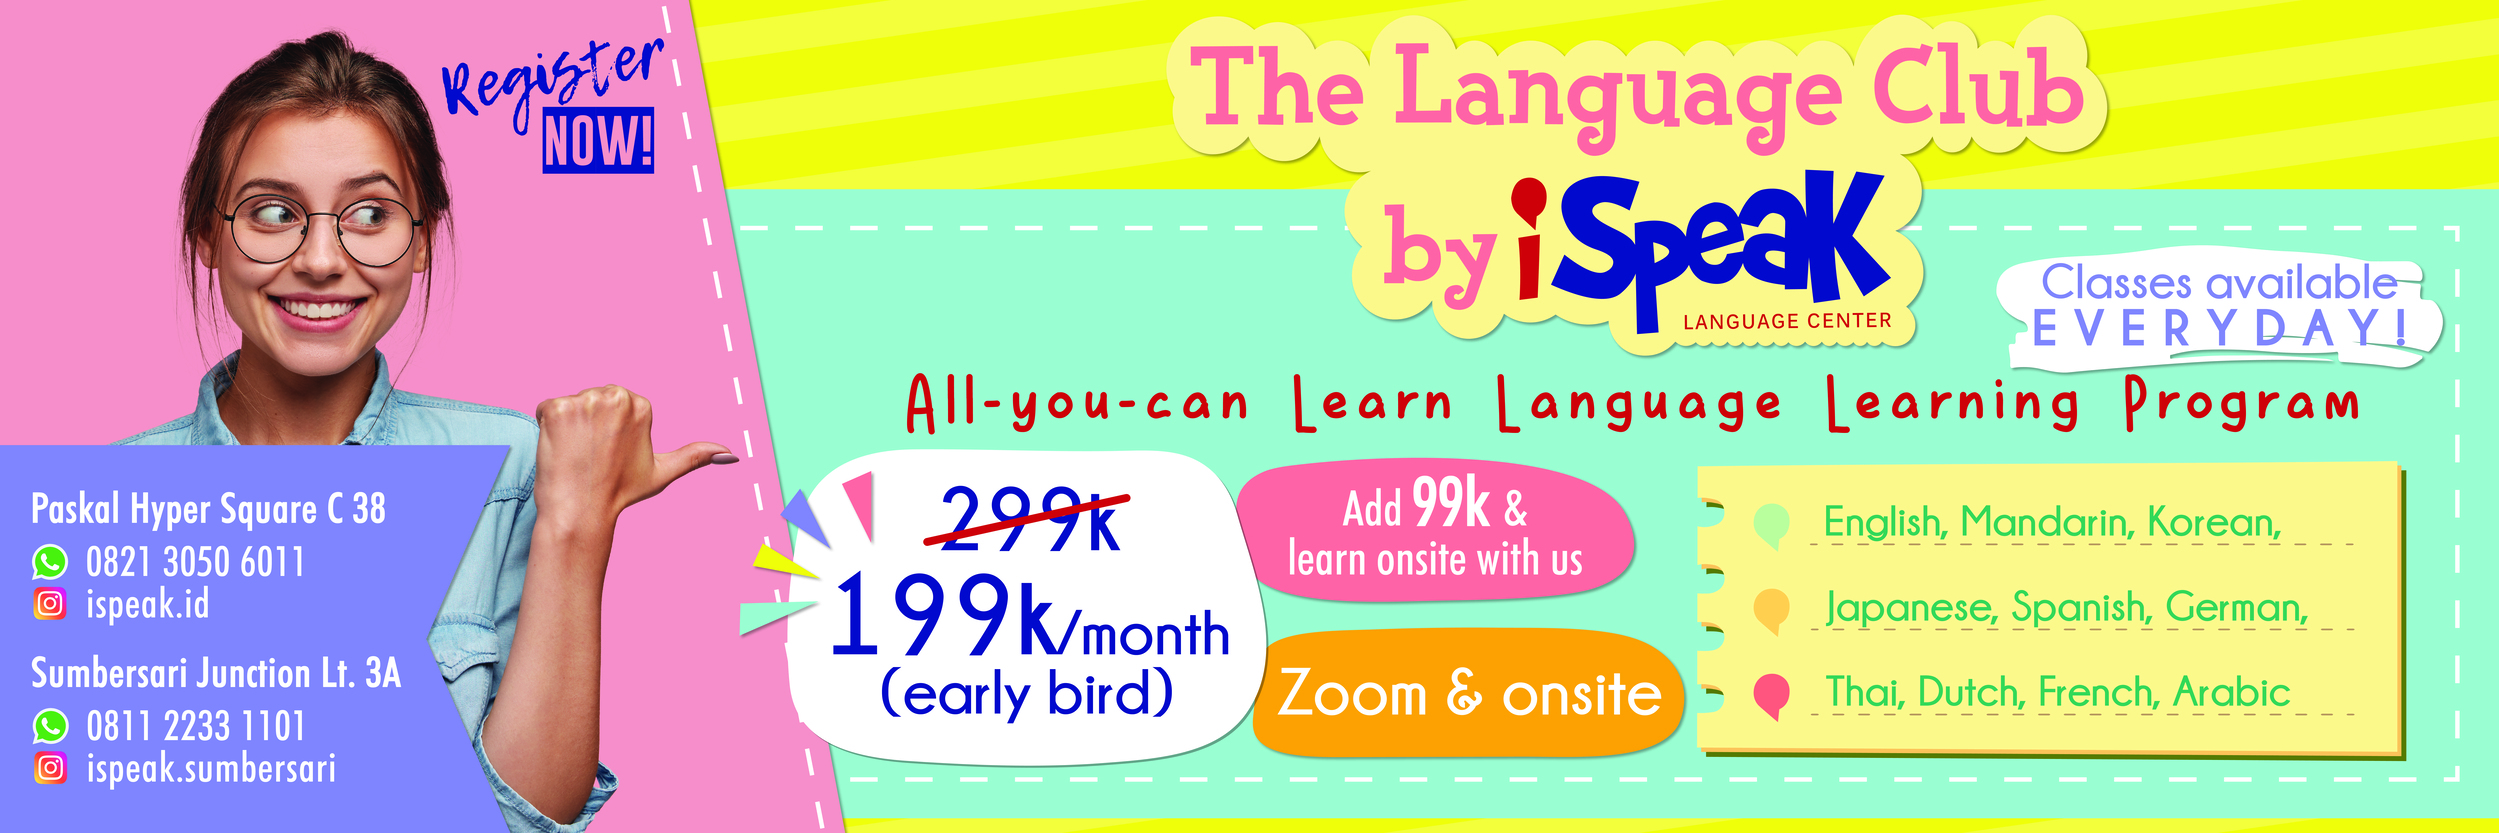 Register
NOW!
The Language Club
by iSpeak
LANGUAGE CENTER
Classes available
EVERYDAY!
All-you-can Learn Language Learning Program
299k
199k/month
(early bird)
Add 99k &
learn onsite with us
Zoom & onsite
English, Mandarin, Korean,
Japanese, Spanish, German,
Thai, Dutch, French, Arabic
Paskal Hyper Square C 38
0821 3050 6011
ispeak.id
Sumbersari Junction Lt. 3A
0811 2233 1101
ispeak.sumbersari